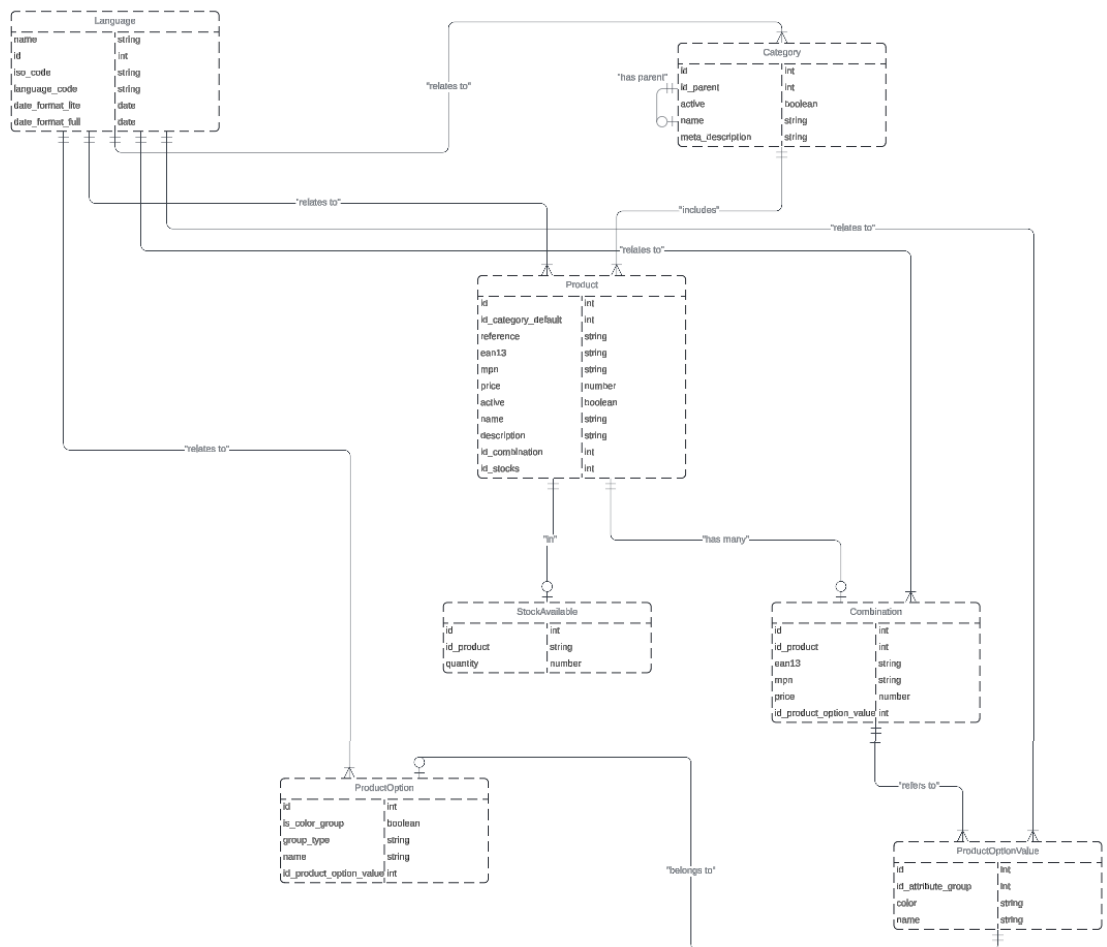 Language
name string
id int
iso_code string
language_code string
date_format_lite date
date_format_full date
"relates to"
Category
id int
id_parent int
active boolean
name string
meta_description string
"has parent"
"relates to"
"includes"
"relates to"
"relates to"
Product
id int
id_category_default int
reference string
ean13 string
mpn string
price number
active boolean
name string
description string
id_combination int
id_stocks int
"relates to"
"in"
"has many"
StockAvailable
id int
id_product string
quantity number
Combination
id int
id_product int
ean13 string
mpn string
price number
id_product_option_value int
ProductOption
id int
is_color_group boolean
group_type string
name string
id_product_option_value int
"refers to"
"belongs to"
ProductOptionValue
id int
id_attribute_group int
color string
name string